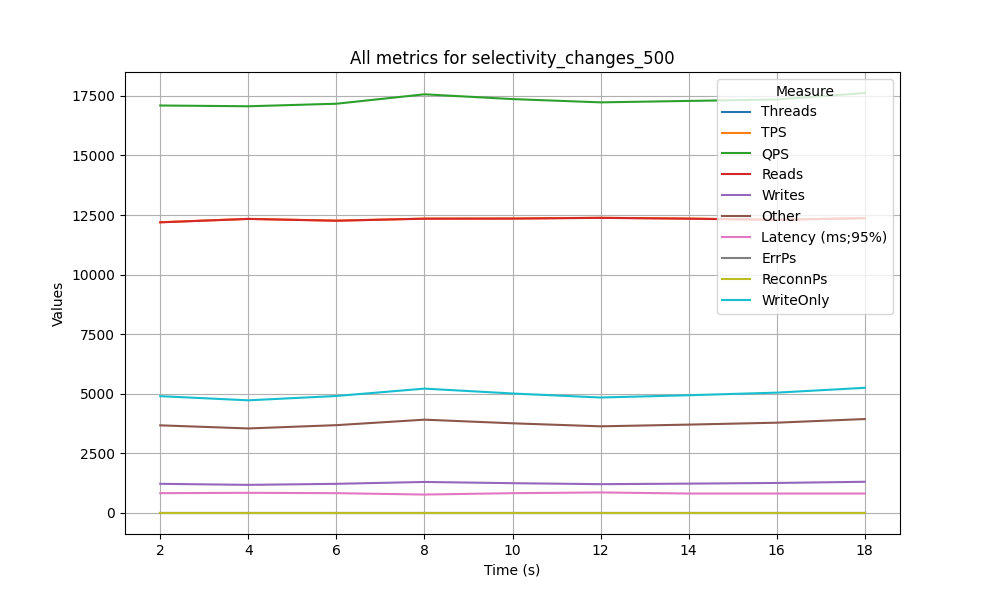 All metrics for selectivity_changes_500
17500
15000
12500
10000
7500
5000
2500
0
Values
2 4 6 8 10 12 14 16 18
Time (s)
Measure
Threads
TPS
QPS
Reads
Writes
Other
Latency (ms;95%)
ErrPs
ReconnPs
WriteOnly